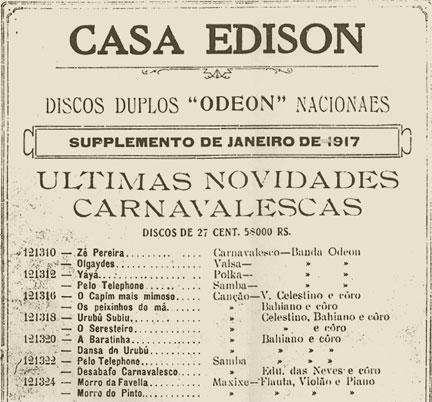 CASA EDISON
DISCOS DUPLOS "ODEON" NACIONAES
SUPPLEMENTO DE JANEIRO DE 1917
ULTIMAS NOVIDADES
CARNAVALESCAS
DISCOS DE 27 CENT. 5$000 RS.
121310 — Zé Pereira.......... Carnavalesco—Banda Odeon
— Olgaydes.......... Valsa— » »
121312 — Yáyá.......... Polka— » »
— Pelo Telephone...... Samba— » »
121316 — O Capim mais mimoso..... Canção—V. Celestino e côro
— Os peixinhos do má...... » Bahiano e côro
121318 — Urubú Subiu.......... » Celestino, Bahiano e côro
— O Seresteiro.......... » » e côro
121320 — A Baratinha.......... » Bahiano e côro
— Dansa do Urubú...... » » » »
121322 — Pelo Telephone...... Samba » » »
— Desabafo Carnavalesco.... » Edu. das Neves e côro
121324 — Morro da Favella...... Maxixe—Flauta, Violão e Piano
— Morro do Pinto...... » » » »